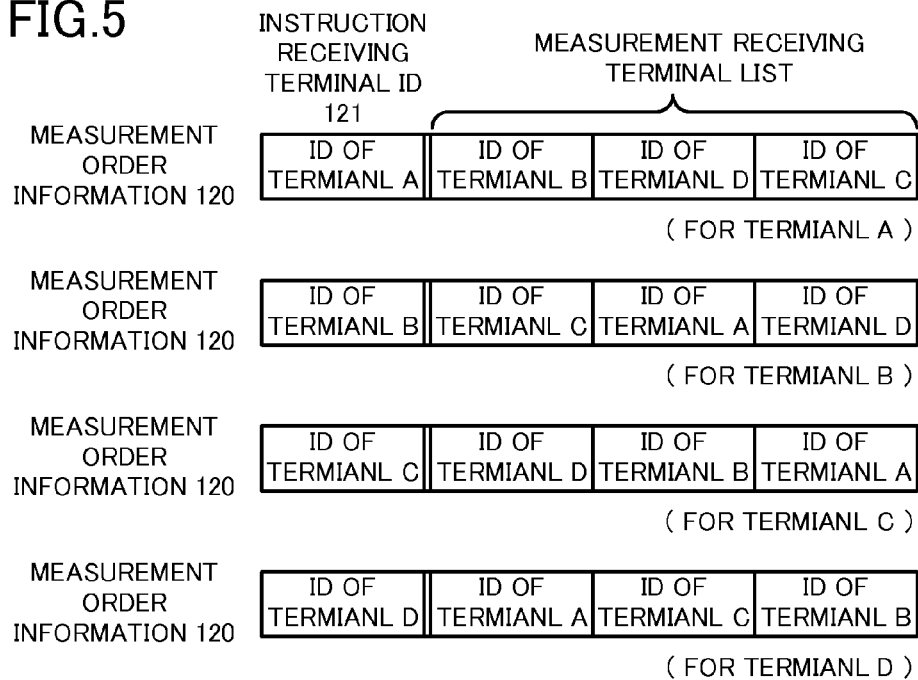 FIG.5
INSTRUCTION
RECEIVING
TERMINAL ID
121
MEASUREMENT RECEIVING
TERMINAL LIST
MEASUREMENT
ORDER
INFORMATION 120
ID OF
TERMIANL A
ID OF
TERMIANL B
ID OF
TERMIANL D
ID OF
TERMIANL C
( FOR TERMIANL A )
MEASUREMENT
ORDER
INFORMATION 120
ID OF
TERMIANL B
ID OF
TERMIANL C
ID OF
TERMIANL A
ID OF
TERMIANL D
( FOR TERMIANL B )
MEASUREMENT
ORDER
INFORMATION 120
ID OF
TERMIANL C
ID OF
TERMIANL D
ID OF
TERMIANL B
ID OF
TERMIANL A
( FOR TERMIANL C )
MEASUREMENT
ORDER
INFORMATION 120
ID OF
TERMIANL D
ID OF
TERMIANL A
ID OF
TERMIANL C
ID OF
TERMIANL B
( FOR TERMIANL D )